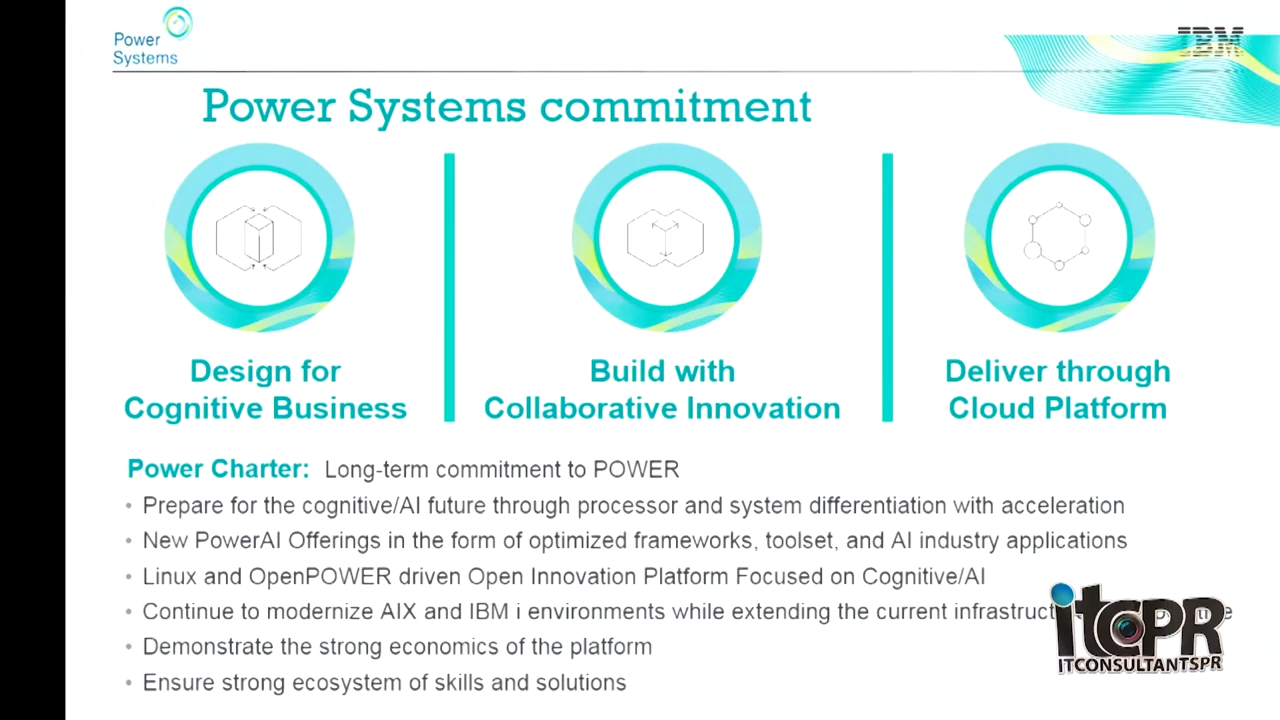 Power
Systems
IBM
Power Systems commitment
Design for
Cognitive Business
Build with
Collaborative Innovation
Deliver through
Cloud Platform
Power Charter: Long-term commitment to POWER
• Prepare for the cognitive/AI future through processor and system differentiation with acceleration
• New PowerAI Offerings in the form of optimized frameworks, toolset, and AI industry applications
• Linux and OpenPOWER driven Open Innovation Platform Focused on Cognitive/AI
• Continue to modernize AIX and IBM i environments while extending the current
• Demonstrate the strong economics of the platform
• Ensure strong ecosystem of skills and solutions
itCPR
ITCONSULTANTSPR